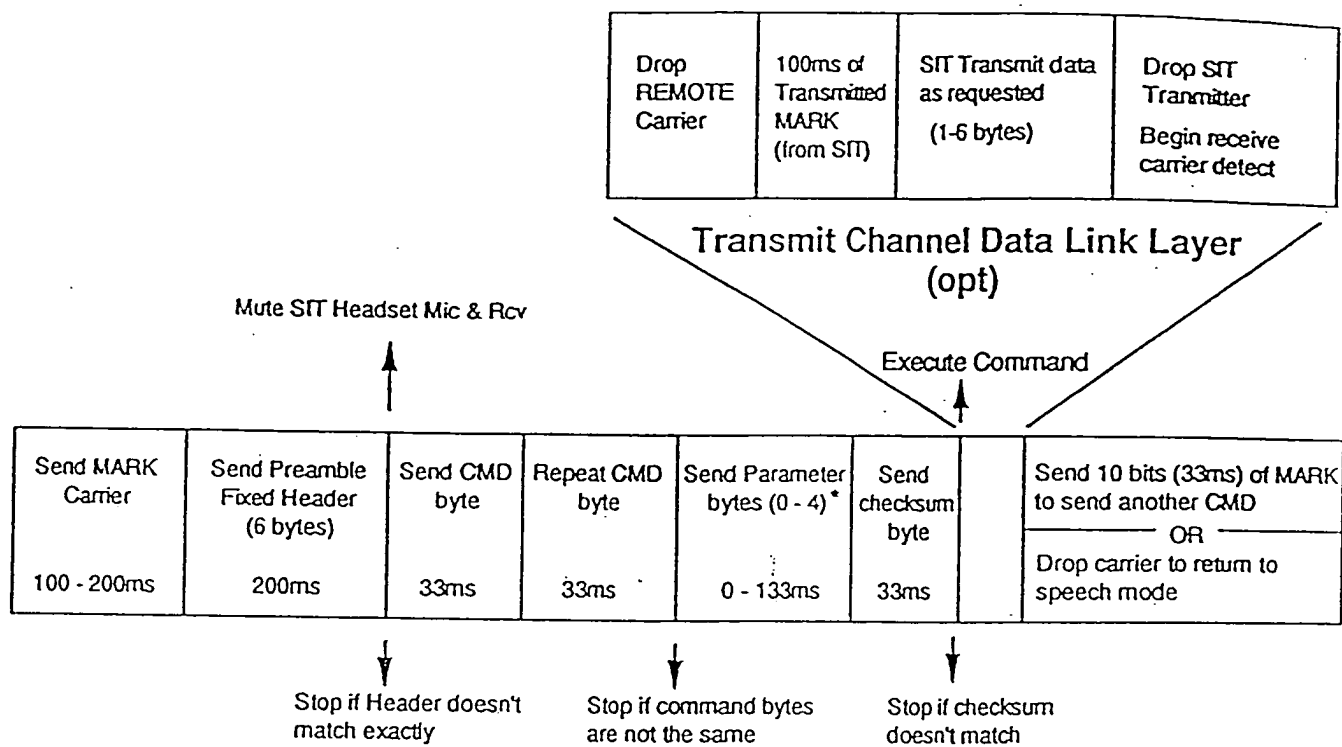 Drop
REMOTE
Carrier
100ms of
Transmitted
MARK
(from SIT)
SIT Transmit data
as requested
(1-6 bytes)
Drop SIT
Tranmitter
Begin receive
carrier detect
Transmit Channel Data Link Layer
(opt)
Mute SIT Headset Mic & Rcv
Execute Command
Send MARK
Carrier
100 - 200ms
Send Preamble
Fixed Header
(6 bytes)
200ms
Send CMD
byte
33ms
Repeat CMD
byte
33ms
Send Parameter
bytes (0 - 4)*
0 - 133ms
Send
checksum
byte
33ms
Send 10 bits (33ms) of MARK
to send another CMD
OR
Drop carrier to return to
speech mode
Stop if Header doesn't
match exactly
Stop if command bytes
are not the same
Stop if checksum
doesn't match